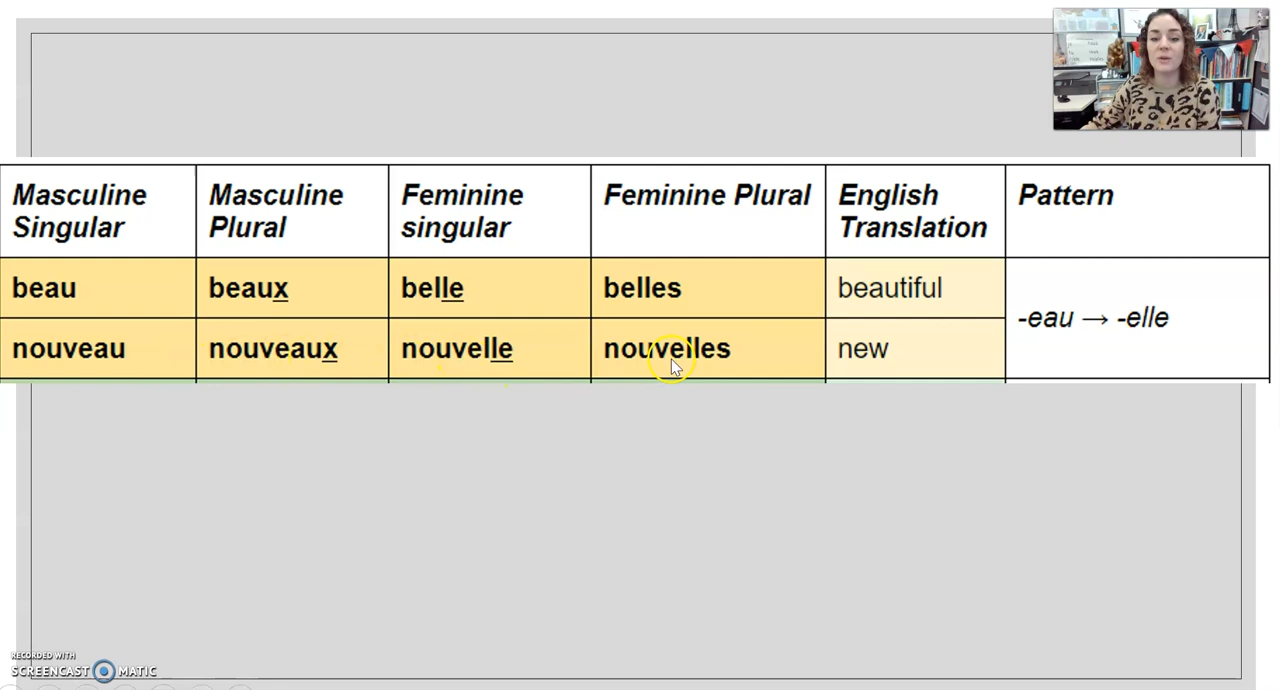 Masculine Singular
Masculine Plural
Feminine singular
Feminine Plural
English Translation
Pattern
beau
beaux
belle
belles
beautiful
-eau → -elle
nouveau
nouveaux
nouvelle
nouvelles
new
RECORDED WITH
SCREENCAST MATIC